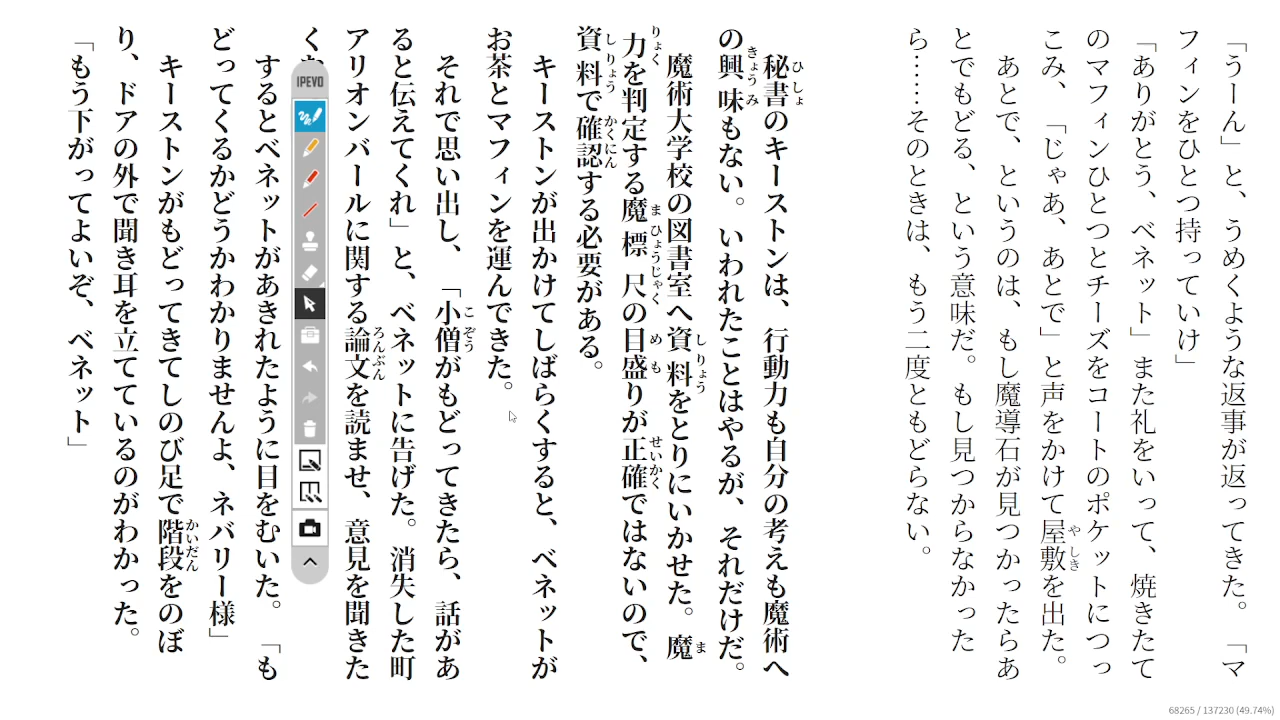 「うーん」と、うめくような返事が返ってきた。「マ
フィンをひとつ持っていけ」
「ありがとう、ベネット」また礼をいって、焼きたて
のマフィンひとつとチーズをコートのポケットにつっ
こみ、「じゃあ、あとで」と声をかけて屋敷を出た。
あとで、というのは、もし魔導石が見つかったらあ
とでもどる、という意味だ。もし見つからなかった
ら……そのときは、もう二度ともどらない。
秘書のキーストンは、行動力も自分の考えも魔術へ
の興味もない。いわれたことはやるが、それだけだ。
魔術大学校の図書室へ資料をとりにいかせた。魔
力を判定する魔標尺の目盛りが正確ではないので、
資料で確認する必要がある。
キーストンが出かけてしばらくすると、ベネットが
お茶とマフィンを運んできた。
それで思い出し、「小僧がもどってきたら、話があ
ると伝えてくれ」と、ベネットに告げた。消失した町
アリオンバールに関する論文を読ませ、意見を聞きた
く
するとベネットがあきれたように目をむいた。「も
どってくるかどうかわかりませんよ、ネバリー様」
キーストンがもどってきてしのび足で階段をのぼ
り、ドアの外で聞き耳を立てているのがわかった。
「もう下がってよいぞ、ベネット」
IPEVO
68265 / 137230 (49.74%)